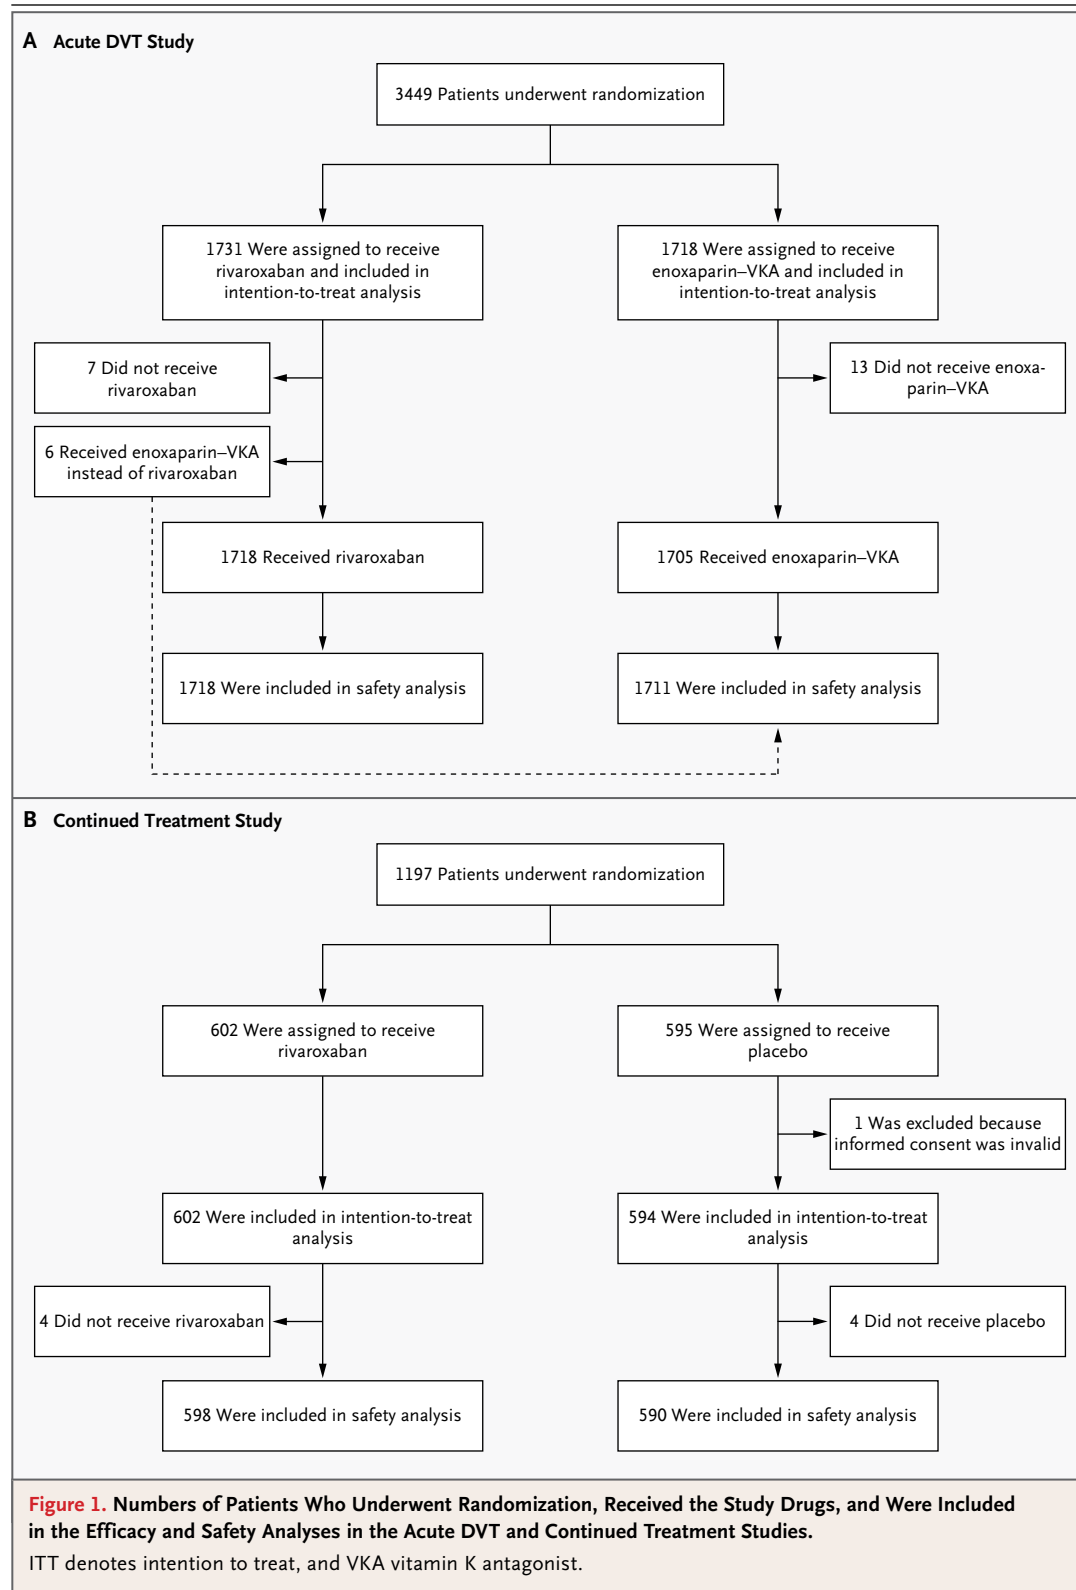 A Acute DVT Study
3449 Patients underwent randomization
1731 Were assigned to receive
rivaroxaban and included in
intention-to-treat analysis
1718 Were assigned to receive
enoxaparin–VKA and included in
intention-to-treat analysis
7 Did not receive
rivaroxaban
13 Did not receive enoxa-
parin–VKA
6 Received enoxaparin–VKA
instead of rivaroxaban
1718 Received rivaroxaban
1705 Received enoxaparin–VKA
1718 Were included in safety analysis
1711 Were included in safety analysis
B Continued Treatment Study
1197 Patients underwent randomization
602 Were assigned to receive
rivaroxaban
595 Were assigned to receive
placebo
1 Was excluded because
informed consent was invalid
602 Were included in intention-to-treat
analysis
594 Were included in intention-to-treat
analysis
4 Did not receive rivaroxaban
4 Did not receive placebo
598 Were included in safety analysis
590 Were included in safety analysis
Figure 1. Numbers of Patients Who Underwent Randomization, Received the Study Drugs, and Were Included
in the Efficacy and Safety Analyses in the Acute DVT and Continued Treatment Studies.
ITT denotes intention to treat, and VKA vitamin K antagonist.